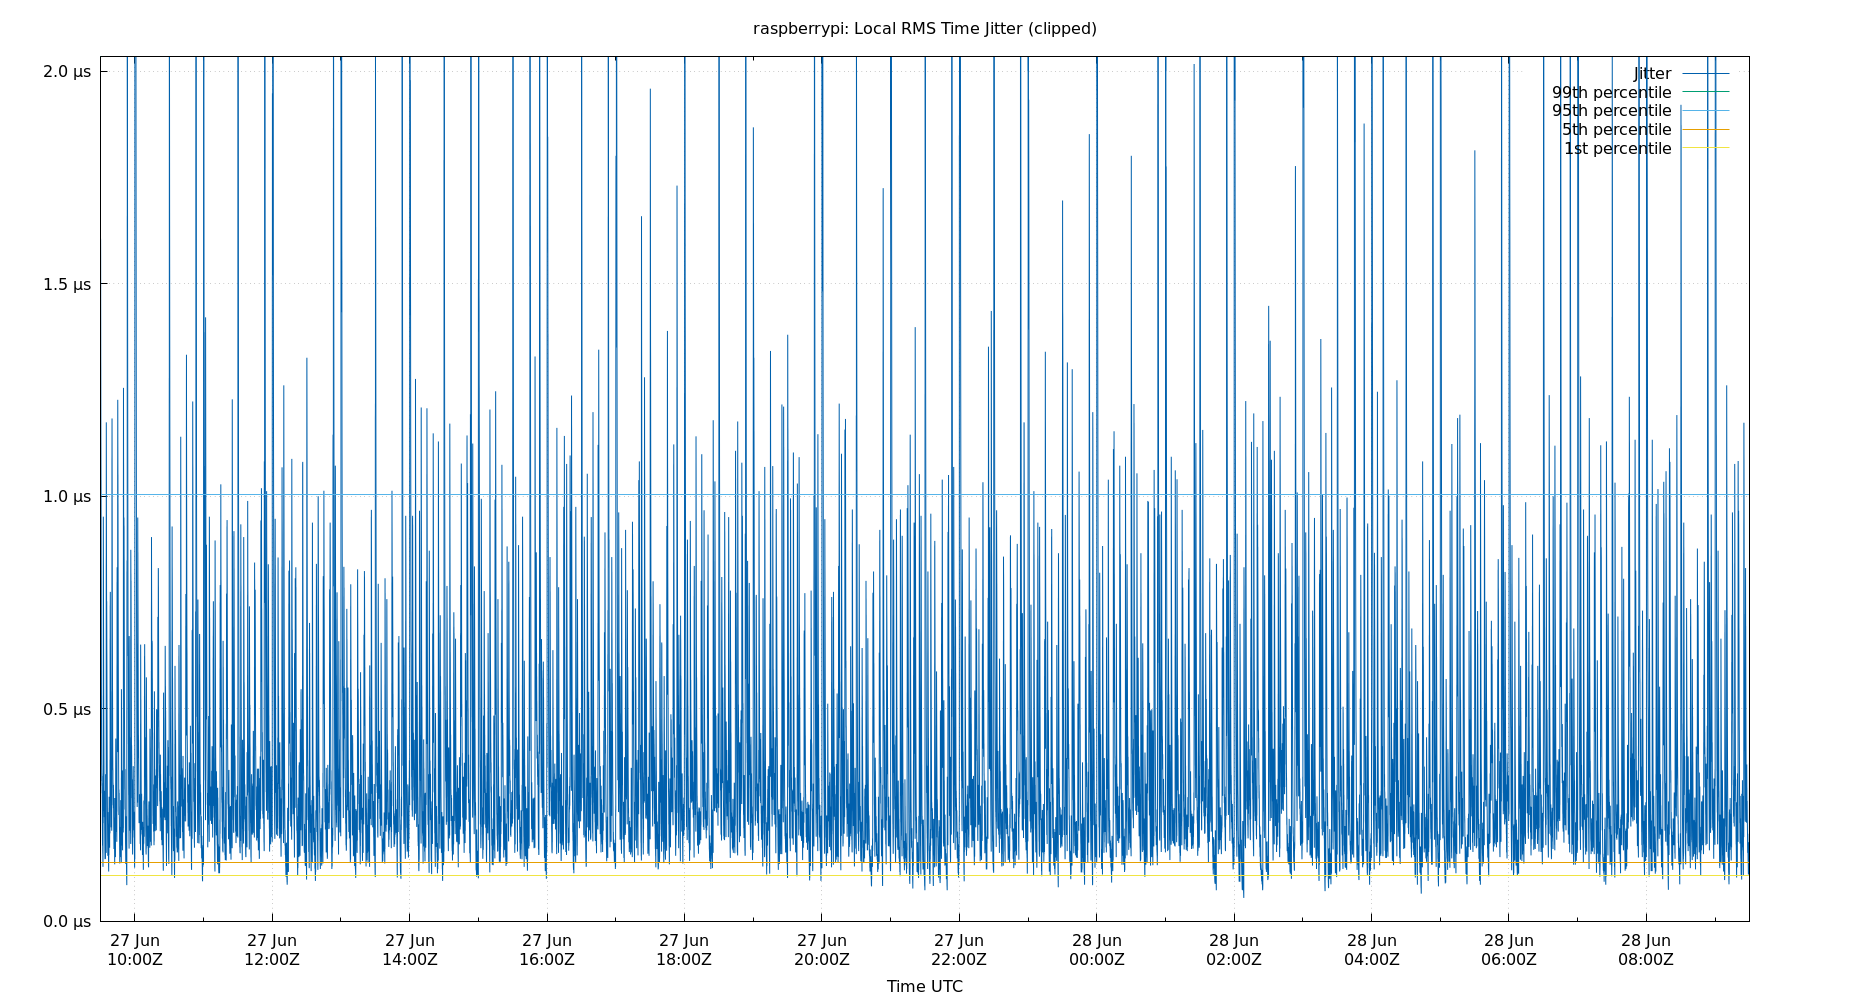 raspberrypi: Local RMS Time Jitter (clipped)
2.0 µs
1.5 µs
1.0 µs
0.5 µs
0.0 µs
Jitter
99th percentile
95th percentile
5th percentile
1st percentile
27 Jun 27 Jun 27 Jun 27 Jun 27 Jun 27 Jun 27 Jun 28 Jun 28 Jun 28 Jun 28 Jun 28 Jun
10:00Z 12:00Z 14:00Z 16:00Z 18:00Z 20:00Z 22:00Z 00:00Z 02:00Z 04:00Z 06:00Z 08:00Z
Time UTC